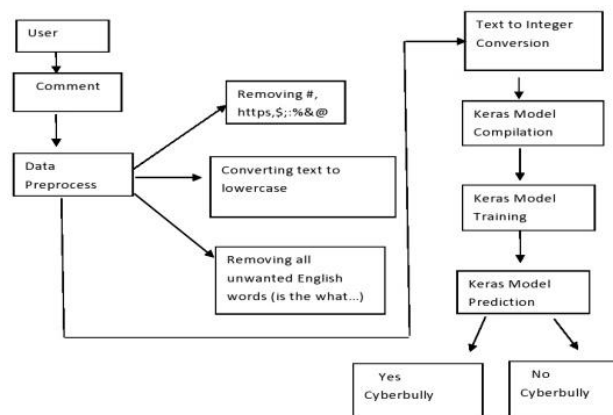 User
Comment
Data
Preprocess
Removing #,
https,$;:%&@
Converting text to
lowercase
Removing all
unwanted English
words (is the what...)
Text to Integer
Conversion
Keras Model
Compilation
Keras Model
Training
Keras Model
Prediction
Yes
Cyberbully
No
Cyberbully